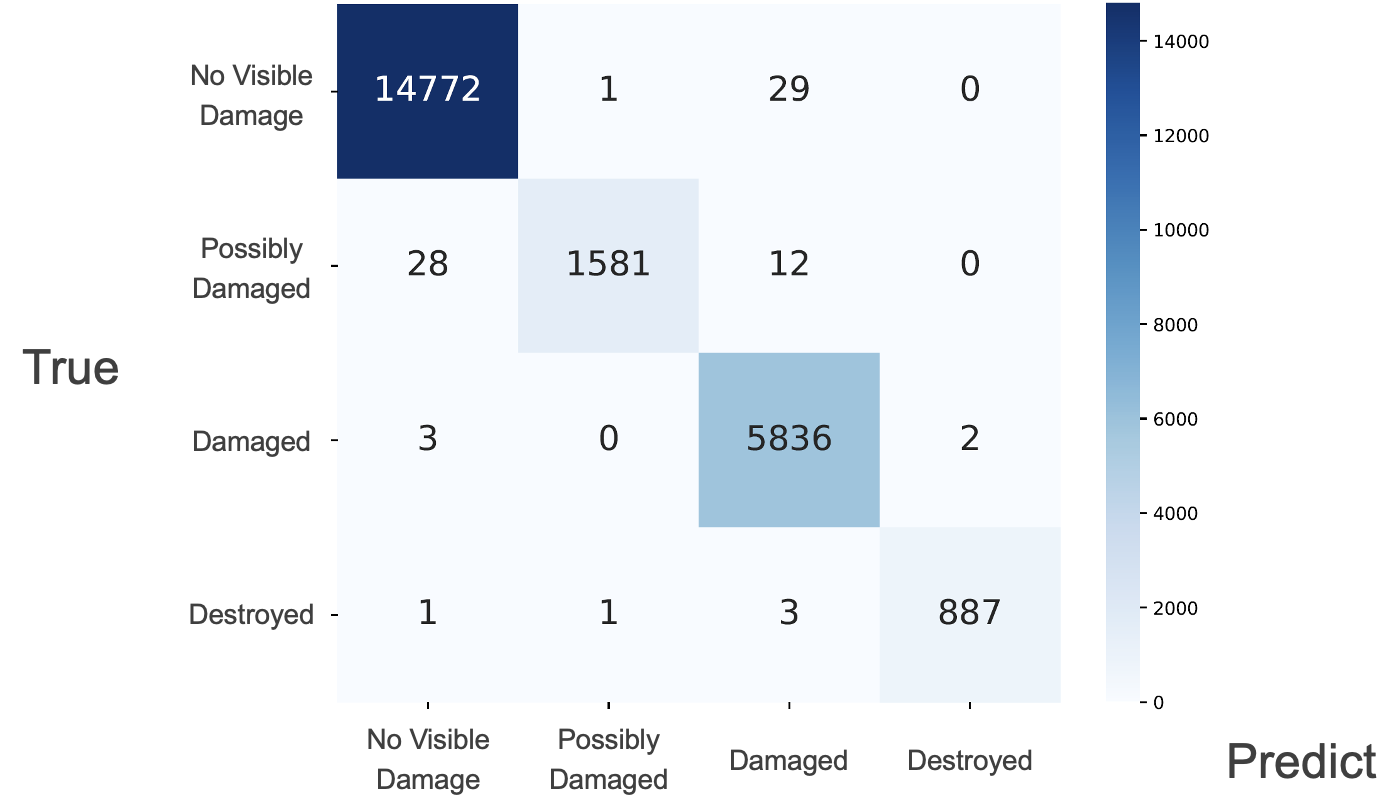 No Visible
Damage
14772 1 29 0
Possibly
Damaged
28 1581 12 0
True
Damaged
3 0 5836 2
Destroyed
1 1 3 887
No Visible
Damage
Possibly
Damaged
Damaged
Destroyed
Predict
14000
12000
10000
8000
6000
4000
2000
0